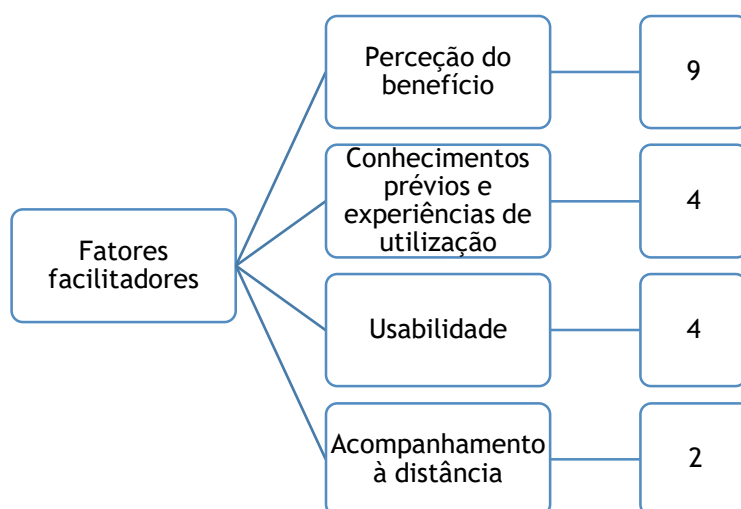 Fatores
facilitadores
Perceção do
benefício
9
Conhecimentos
prévios e
experiências de
utilização
4
Usabilidade
4
Acompanhamento
à distância
2